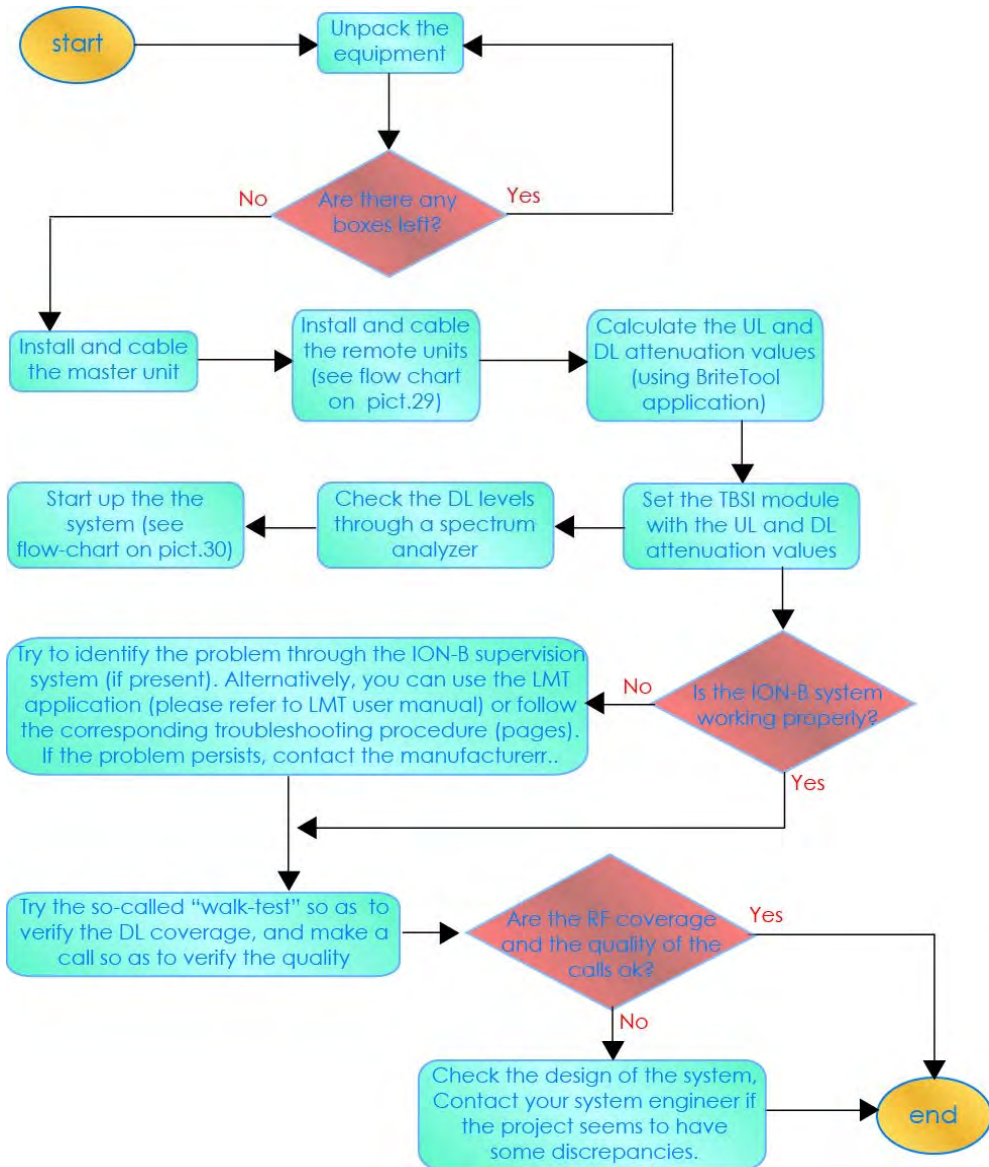 start
Unpack the
equipment
No
Are there any
boxes left?
Yes
Install and cable
the master unit
Install and cable
the remote units
(see flow chart
on pict.29)
Calculate the UL and
DL attenuation values
(using BriteTool
application)
Start up the the
system (see
flow-chart on pict.30)
Check the DL levels
through a spectrum
analyzer
Set the TBSI module
with the UL and DL
attenuation values
Try to identify the problem through the ION-B supervision
system (if present). Alternatively, you can use the LMT
application (please refer to LMT user manual) or follow
the corresponding troubleshooting procedure (pages).
If the problem persists, contact the manufacturerr..
No
Is the ION-B system
working properly?
Yes
Try the so-called “walk-test” so as to
verify the DL coverage, and make a
call so as to verify the quality
Are the RF coverage
and the quality of the
calls ok?
Yes
No
Check the design of the system,
Contact your system engineer if
the project seems to have
some discrepancies.
end